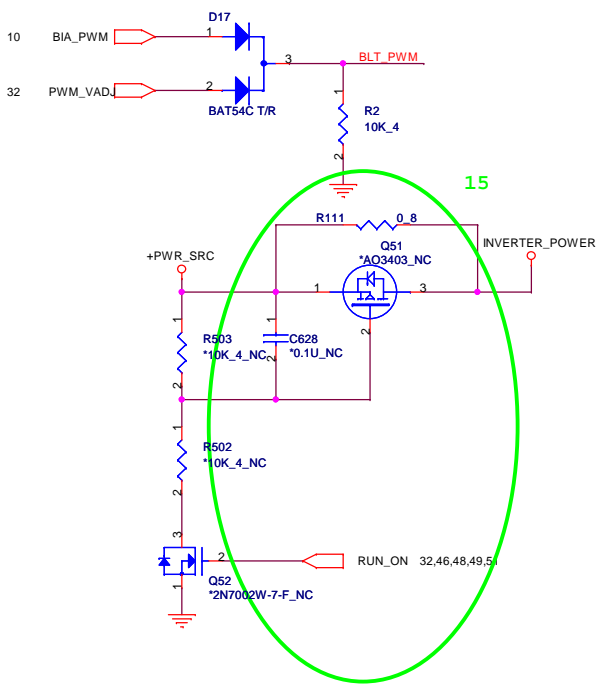 D17
10 BIA_PWM 1
3 BLT_PWM
32 PWM_VADJ 2
BAT54C T/R
1
R2
10K_4
2
15
R111 0_8
Q51
INVERTER_POWER
+PWR_SRC
*AO3403_NC
1 3
1 1
R503 C628 2
*10K_4_NC *0.1U_NC
2 2
1
R502
*10K_4_NC
2
3
2 RUN_ON 32,46,48,49,51
Q52
1 *2N7002W-7-F_NC